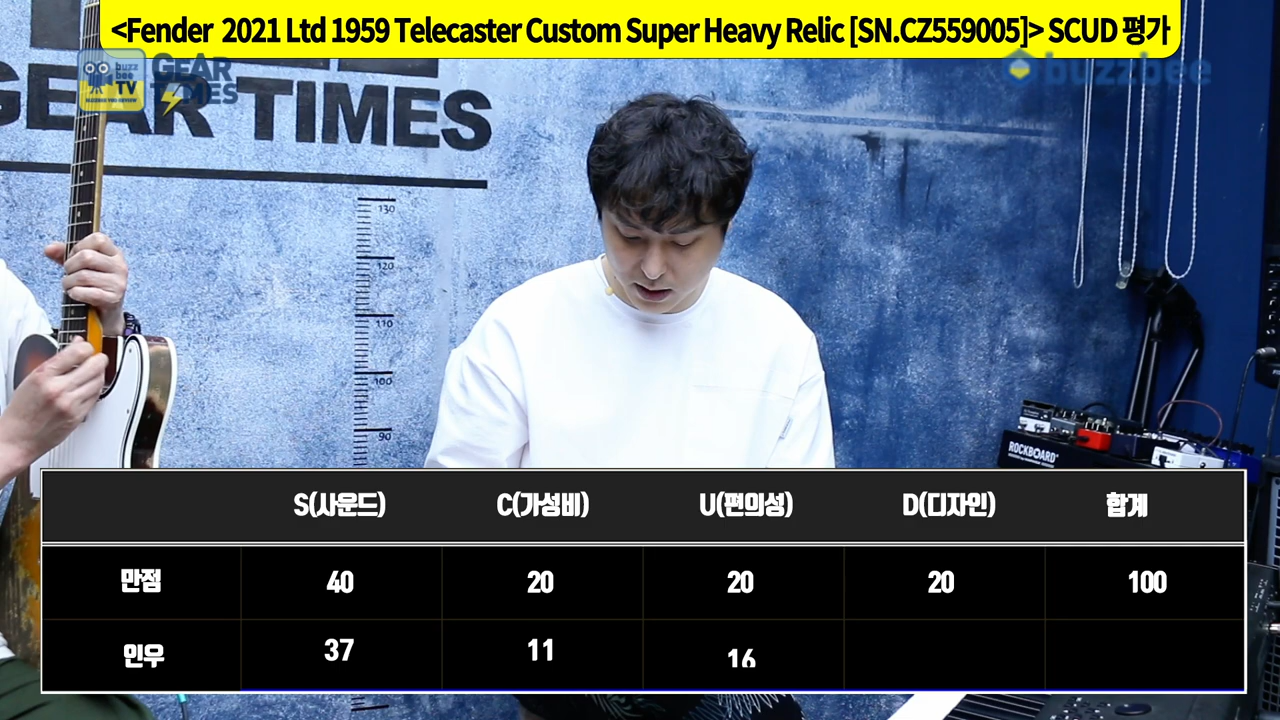 <Fender 2021 Ltd 1959 Telecaster Custom Super Heavy Relic [SN.CZ559005]> SCUD 평가
buzz bee TV
GEAR TIMES
buzzbee
GEAR TIMES
130
120
110
100
90
ROCKBOARD
S(사운드) C(가성비) U(편의성) D(디자인) 합계
만점 40 20 20 20 100
인우 37 11 16